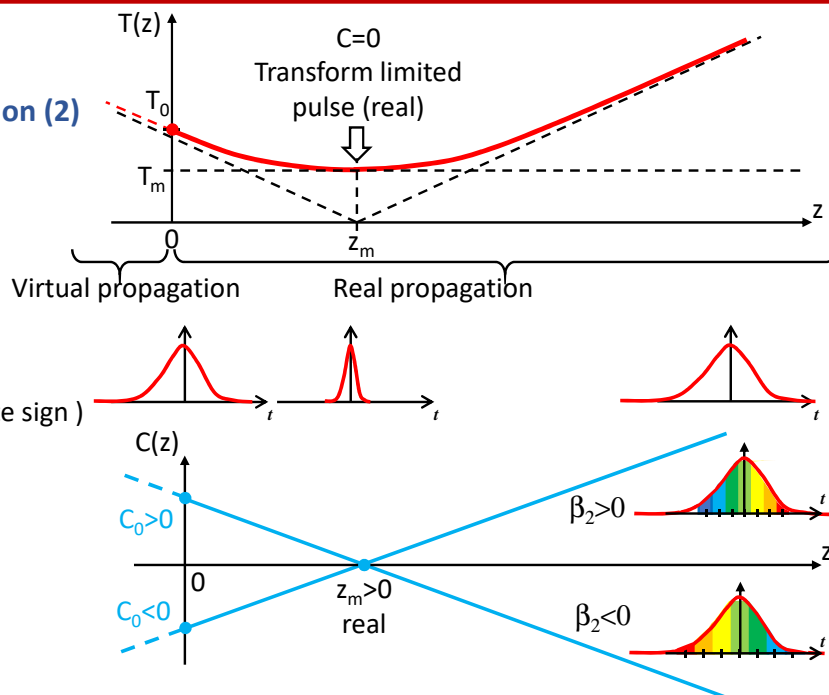 T(z)
C=0
Transform limited
pulse (real)
on (2)
T₀
Tₘ
z
0
zₘ
Virtual propagation
Real propagation
t
t
t
e sign )
C(z)
C₀>0
β₂>0
t
z
0
zₘ>0
real
C₀<0
β₂<0
t